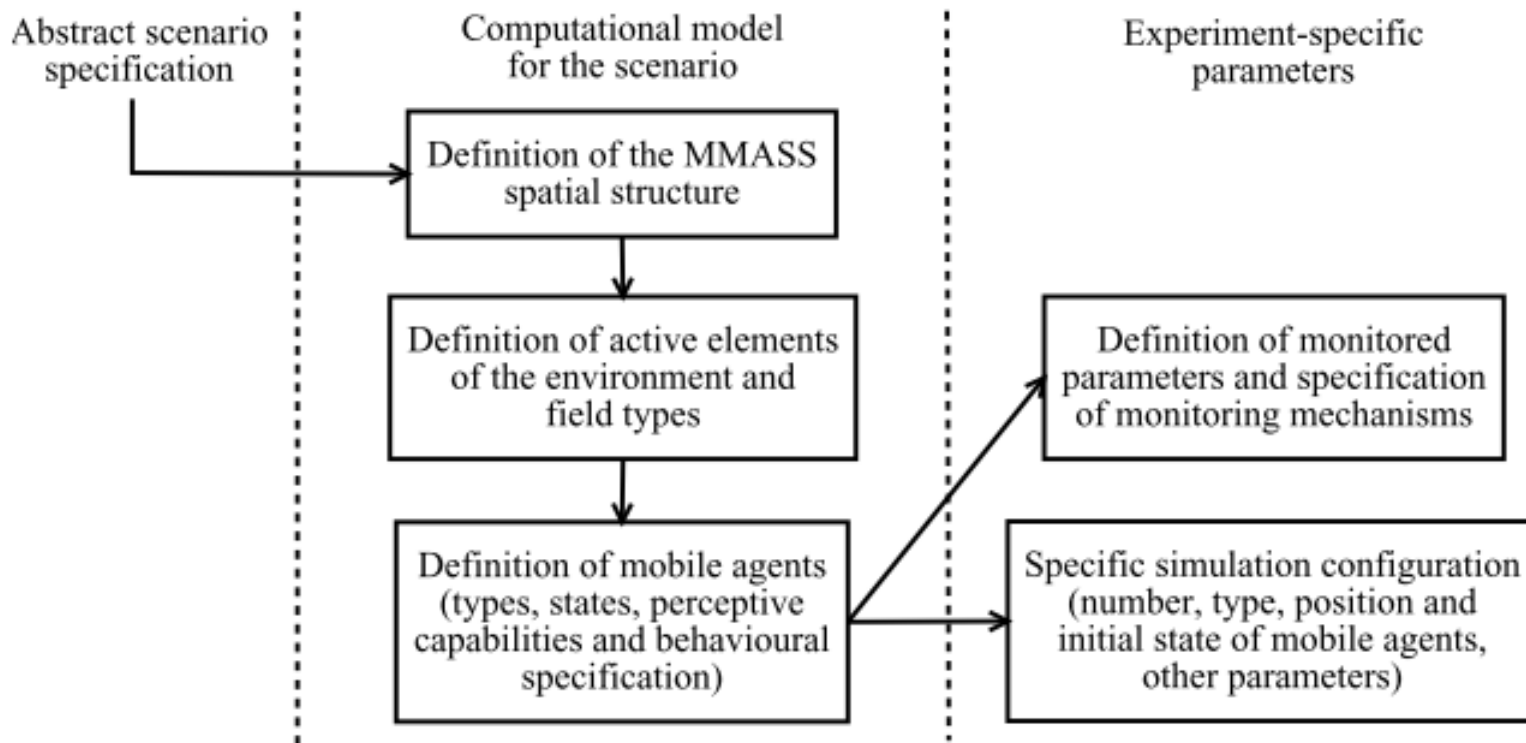 Abstract scenario
specification
Computational model
for the scenario
Experiment-specific
parameters
Definition of the MMASS
spatial structure
Definition of active elements
of the environment and
field types
Definition of monitored
parameters and specification
of monitoring mechanisms
Definition of mobile agents
(types, states, perceptive
capabilities and behavioural
specification)
Specific simulation configuration
(number, type, position and
initial state of mobile agents,
other parameters)